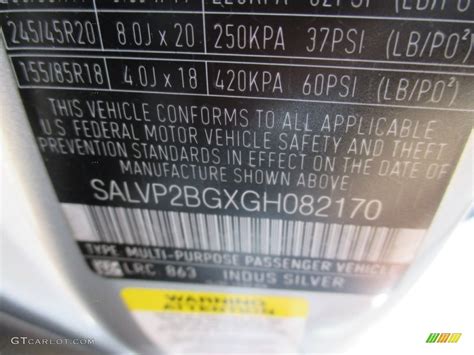 245/45R20 8.0J x 20 250KPA 37PSI (LB/PO²)
155/85R18 4.0J x 18 420KPA 60PSI (LB/PO²)
THIS VEHICLE CONFORMS TO ALL APPLICABLE
U S FEDERAL MOTOR VEHICLE SAFETY AND THEFT
PREVENTION STANDARDS IN EFFECT ON THE DATE
OF MANUFACTURE SHOWN ABOVE
SALVP2BGXGH082170
TYPE: MULTI-PURPOSE PASSENGER VEHICLE
LRC 863 INDUS SILVER
WARNING
ATTENTION
GTCARLOT.COM